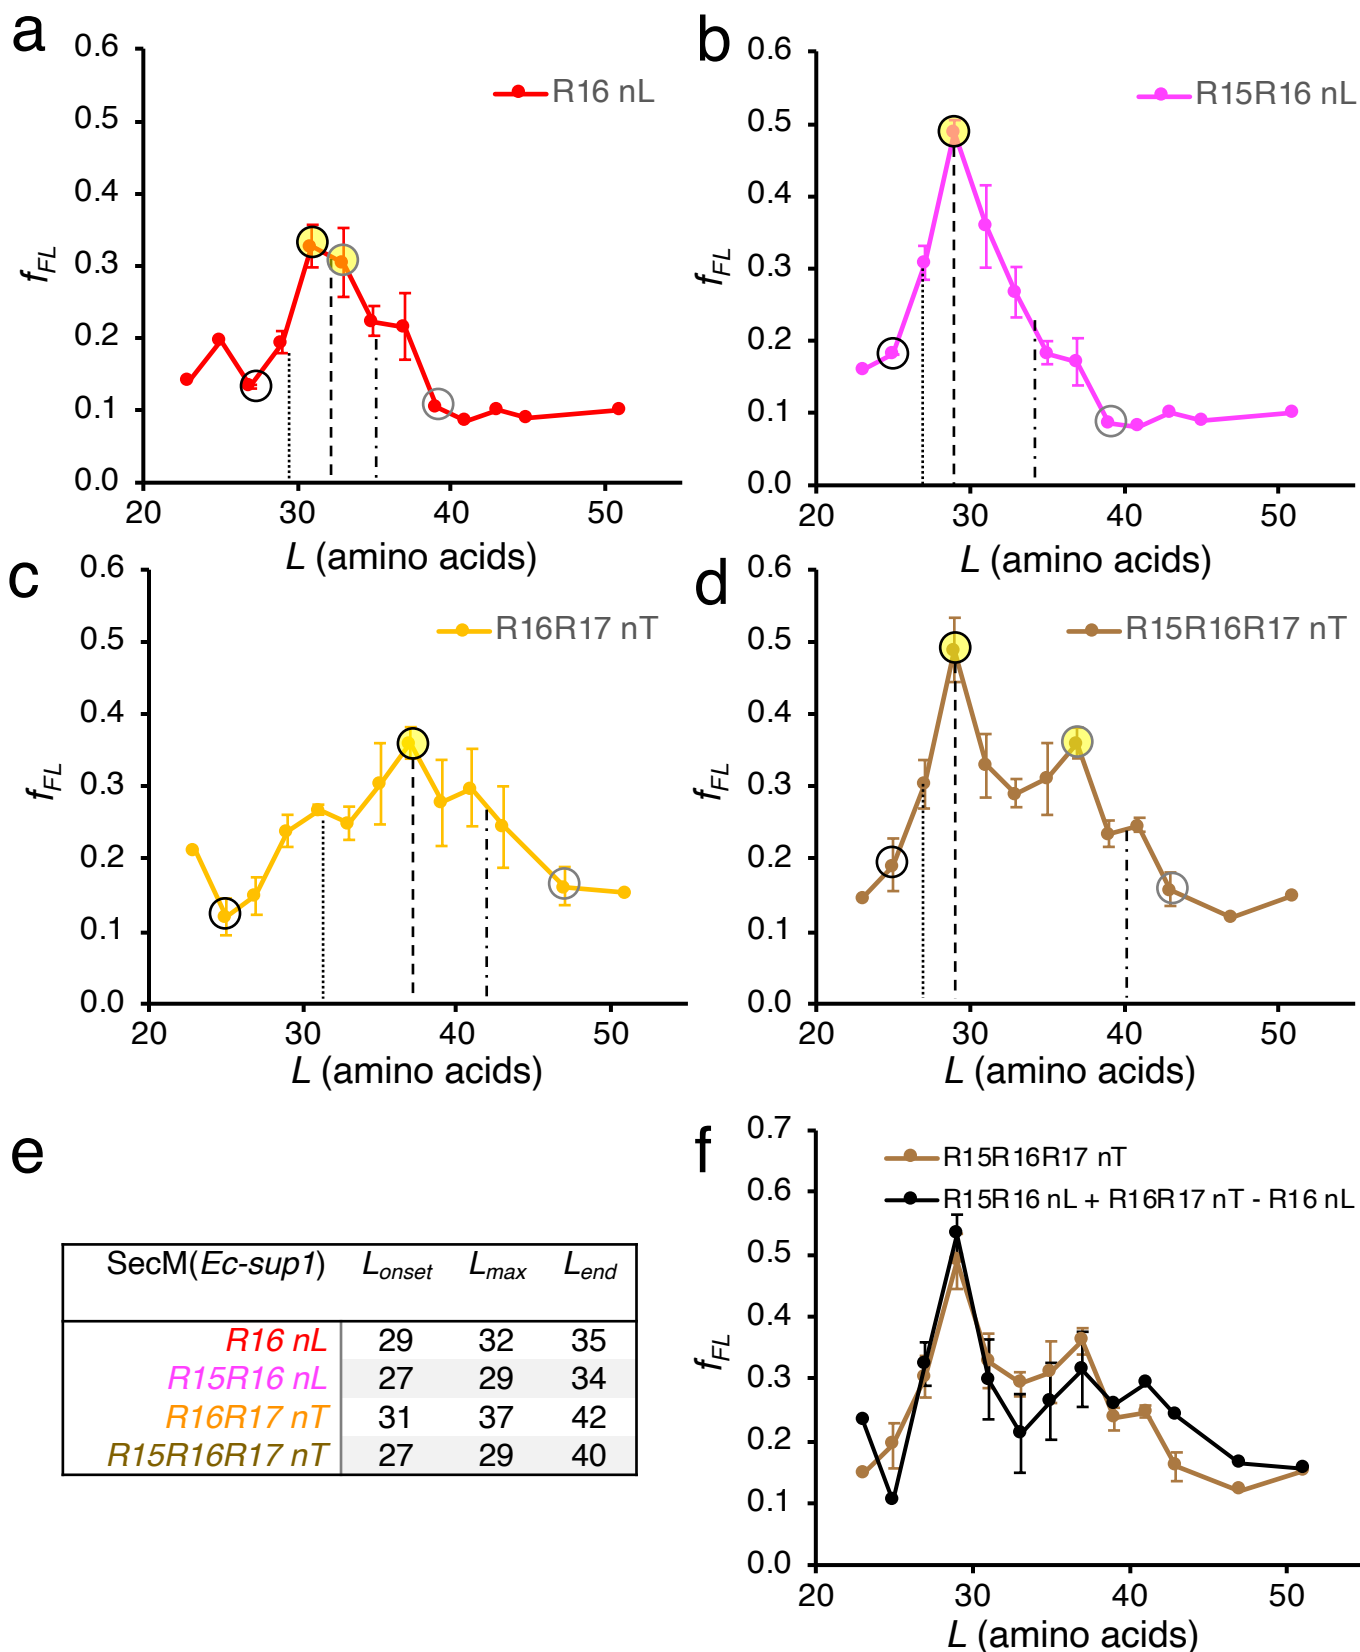 a
0.6
0.5
0.4
0.3
0.2
0.1
0.0
f_FL
R16 nL
20 30 40 50
L (amino acids)
b
0.6
0.5
0.4
0.3
0.2
0.1
0.0
f_FL
R15R16 nL
20 30 40 50
L (amino acids)
c
0.6
0.5
0.4
0.3
0.2
0.1
0.0
f_FL
R16R17 nT
20 30 40 50
L (amino acids)
d
0.6
0.5
0.4
0.3
0.2
0.1
0.0
f_FL
R15R16R17 nT
20 30 40 50
L (amino acids)
e
SecM(Ec-sup1) L_onset L_max L_end
R16 nL 29 32 35
R15R16 nL 27 29 34
R16R17 nT 31 37 42
R15R16R17 nT 27 29 40
f
0.7
0.6
0.5
0.4
0.3
0.2
0.1
0.0
f_FL
R15R16R17 nT
R15R16 nL + R16R17 nT - R16 nL
20 30 40 50
L (amino acids)